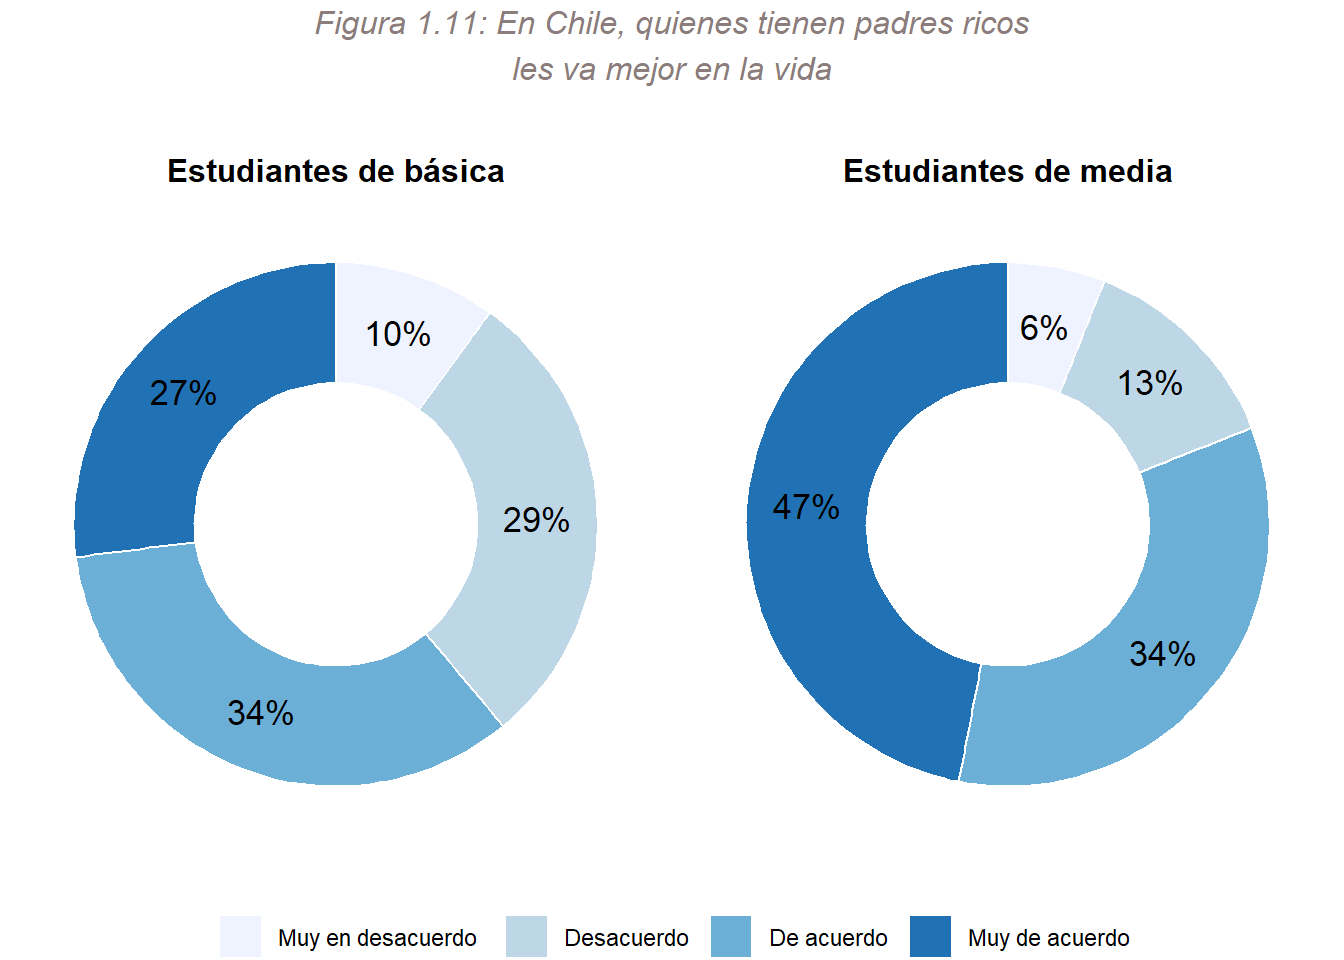 Figura 1.11: En Chile, quienes tienen padres ricos
les va mejor en la vida
Estudiantes de básica
10%
29%
34%
27%
Estudiantes de media
6%
13%
34%
47%
Muy en desacuerdo
Desacuerdo
De acuerdo
Muy de acuerdo